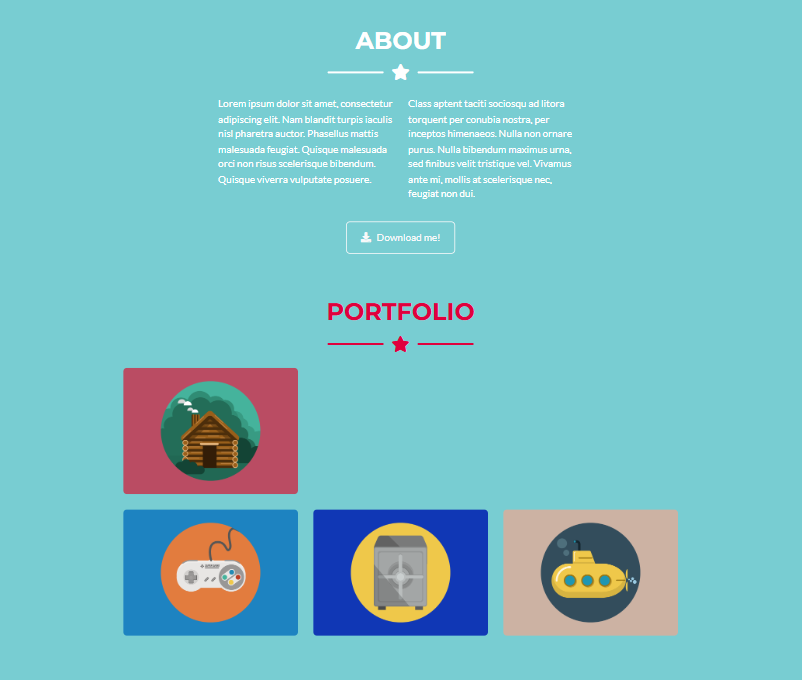 ABOUT
Lorem ipsum dolor sit amet, consectetur
adipiscing elit. Nam blandit turpis iaculis
nisl pharetra auctor. Phasellus mattis
malesuada feugiat. Quisque malesuada
orci non risus scelerisque bibendum.
Quisque viverra vulputate posuere.
Class aptent taciti sociosqu ad litora
torquent per conubia nostra, per
inceptos himenaeos. Nulla non ornare
purus. Nulla bibendum maximus urna,
sed finibus velit tristique vel. Vivamus
ante mi, mollis at scelerisque nec,
feugiat non dui.
Download me!
PORTFOLIO